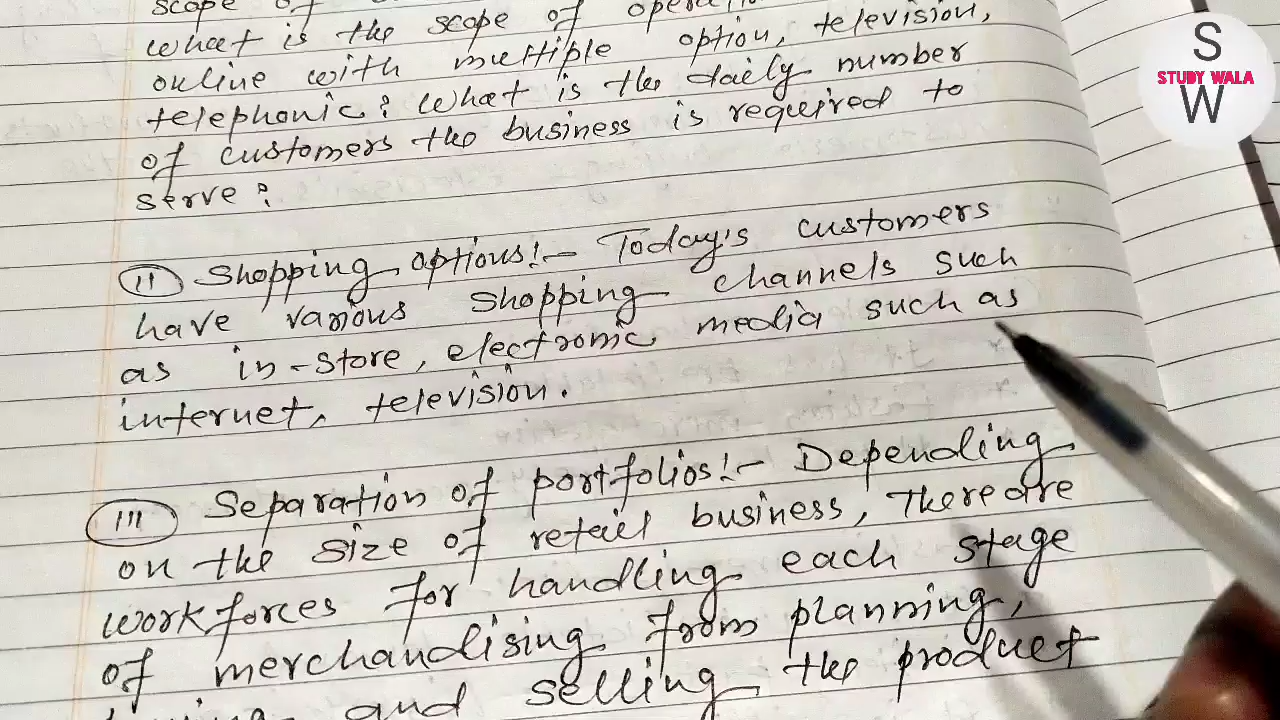 scope of
what is the scope of
online with multiple option, television,
telephonic? What is the daily number
of customers the business is required to
serve?
II Shopping options:- Today's customers
have various shopping channels such
as in-store, electronic media such as
internet, television.
III Separation of portfolios:- Depending
on the size of retail business, There are
workforces for handling each stage
of merchandising from planning,
and selling the product
S
STUDY WALA
W